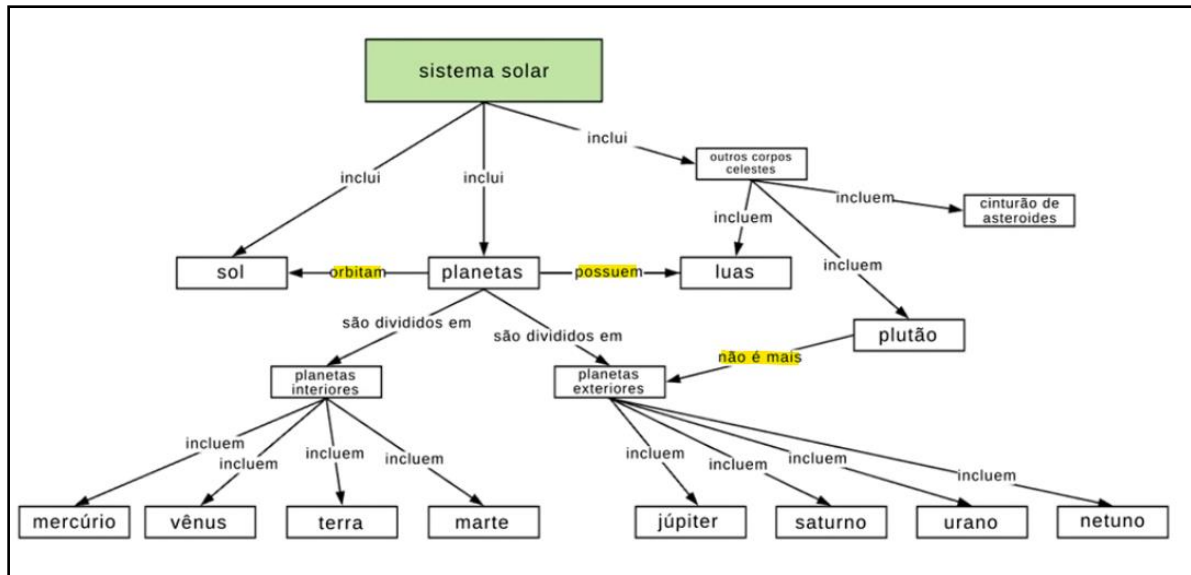 sistema solar
inclui
outros corpos
celestes
inclui
inclui
incluem
cinturão de
asteroides
incluem
incluem
sol
orbitam
planetas
possuem
luas
são divididos em
são divididos em
plutão
não é mais
planetas
interiores
planetas
exteriores
incluem
incluem
incluem
incluem
incluem
incluem
incluem
incluem
mercúrio
vênus
terra
marte
júpiter
saturno
urano
netuno